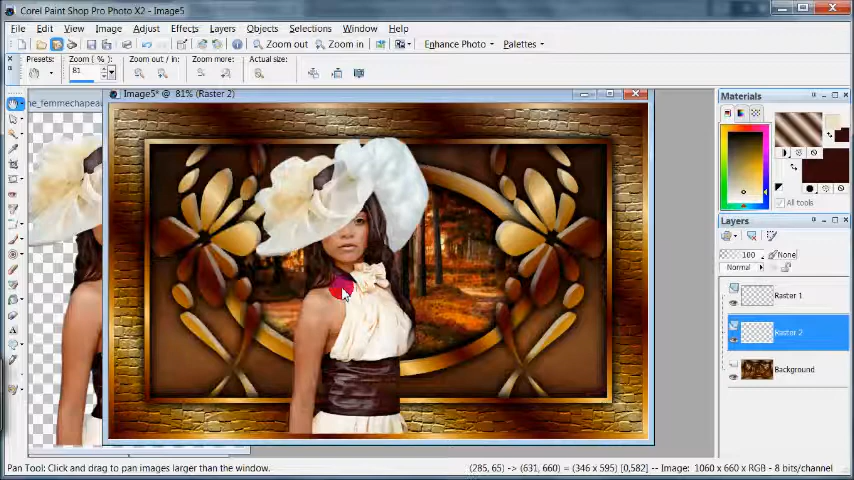 Corel Paint Shop Pro Photo X2 - Image5
File Edit View Image Adjust Effects Layers Objects Selections Window Help
Zoom out Zoom in Enhance Photo Palettes
Presets: Zoom ( % ): Zoom out / in: Zoom more: Actual size:
81
ne_femmechapea
Image5* @ 81% (Raster 2)
Materials
All tools
Layers
100 None
Normal
Raster 1
Raster 2
Background
Pan Tool: Click and drag to pan images larger than the window.
(285, 65) -> (631, 660) = (346 x 595) [0,582] -- Image: 1060 x 660 x RGB - 8 bits/channel